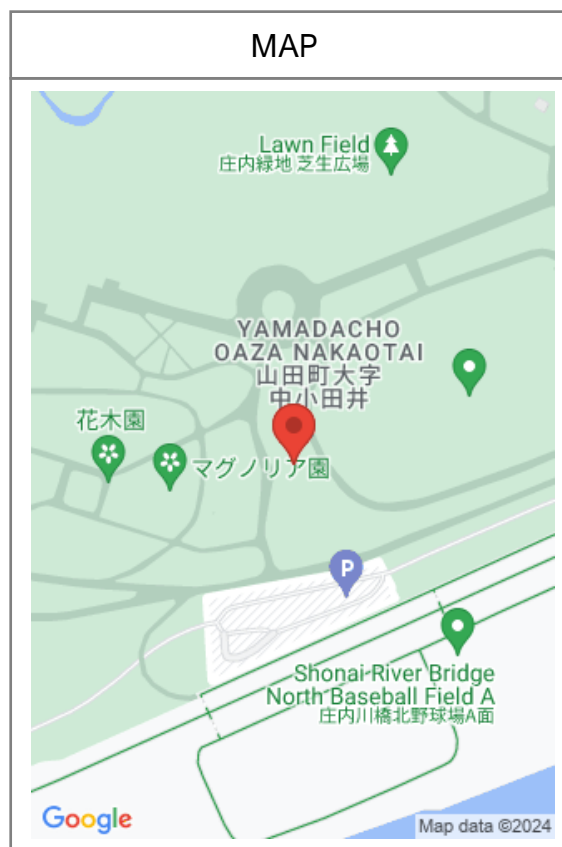 MAP
Lawn Field
庄内緑地 芝生広場
YAMADACHO
OAZA NAKAOTAI
山田町大字
中小田井
花木園
マグノリア園
P
Shonai River Bridge
North Baseball Field A
庄内川橋北野球場A面
Google
Map data ©2024